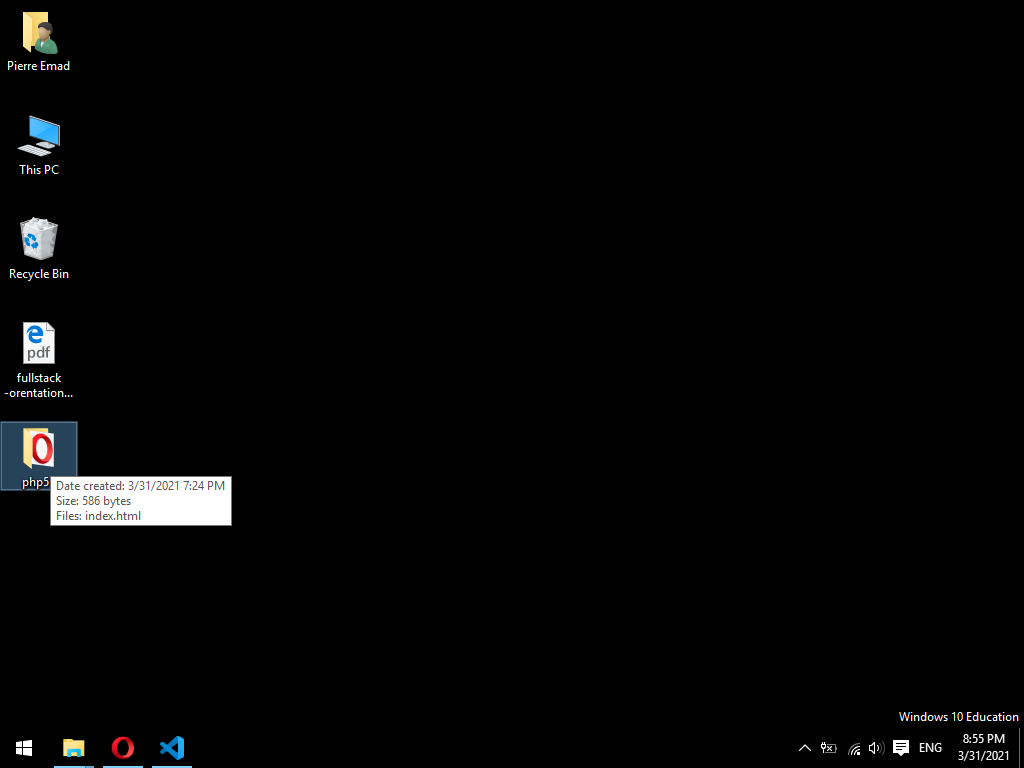 Pierre Emad
This PC
Recycle Bin
pdf
fullstack
-orentation...
php5
Date created: 3/31/2021 7:24 PM
Size: 586 bytes
Files: index.html
Windows 10 Education
ENG
8:55 PM
3/31/2021